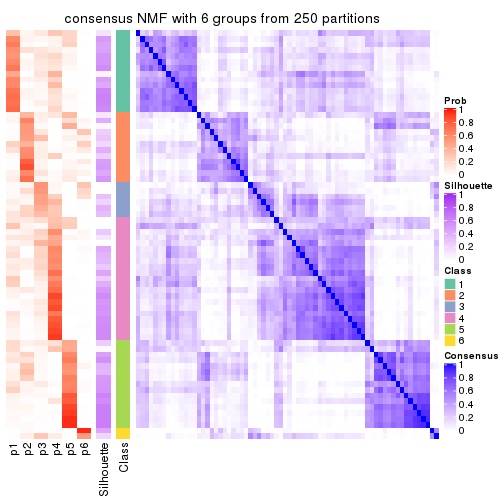 consensus NMF with 6 groups from 250 partitions
Prob
1
0.8
0.6
0.4
0.2
0
Silhouette
1
0.8
0.6
0.4
0.2
0
Class
1
2
3
4
5
6
Consensus
1
0.8
0.6
0.4
0.2
0
p1
p2
p3
p4
p5
p6
Silhouette
Class